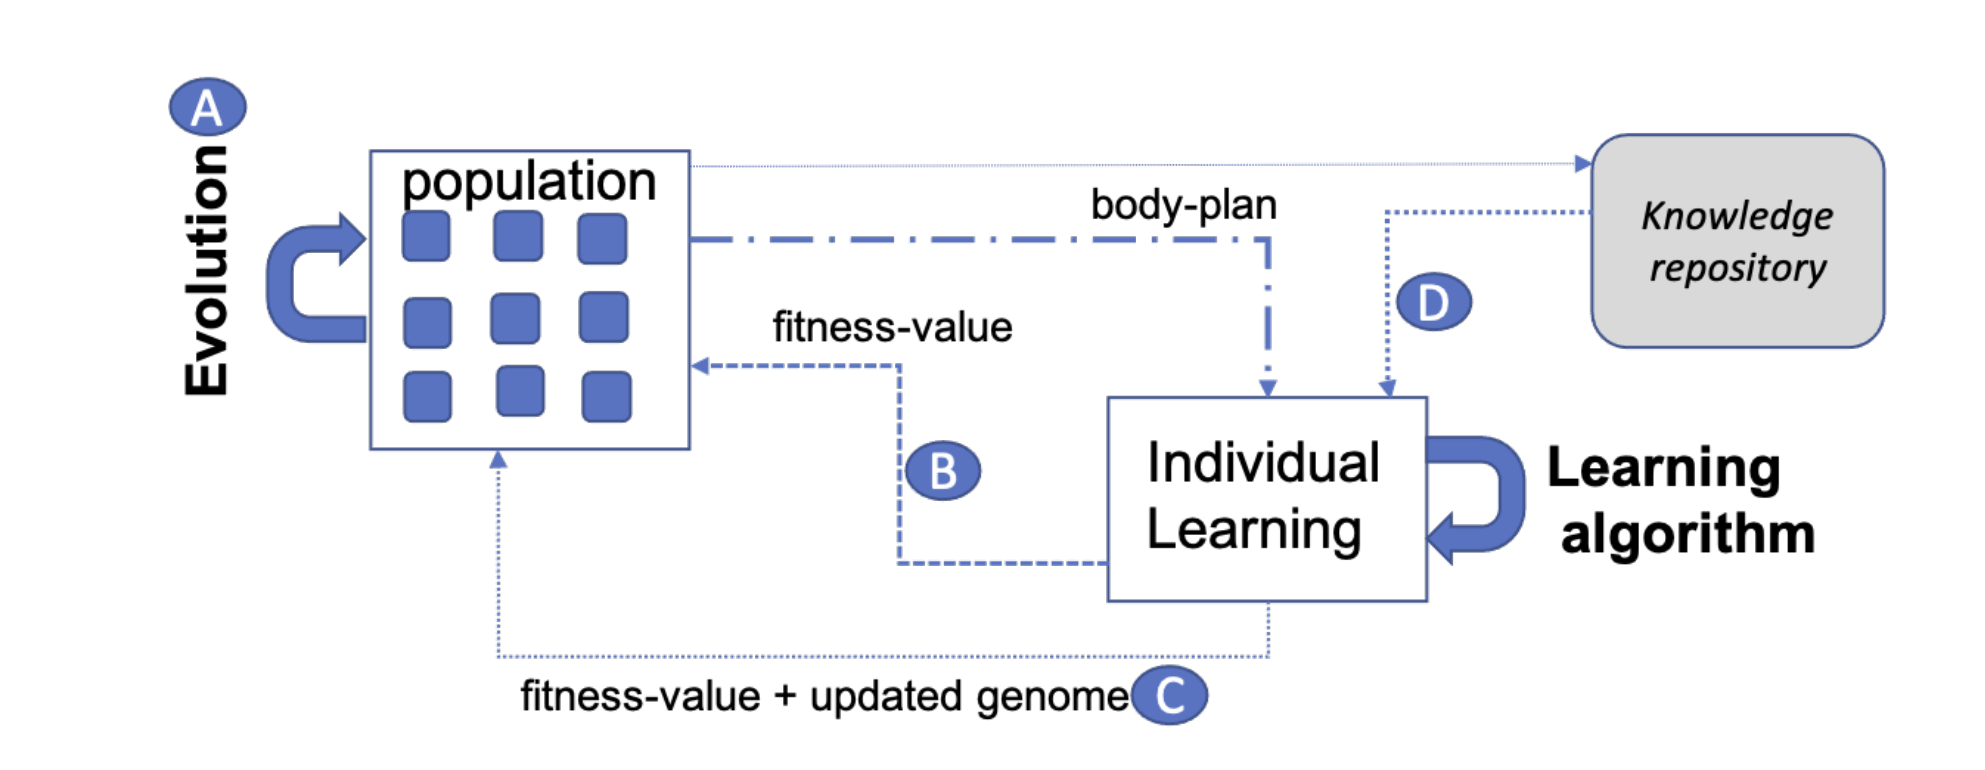 A
Evolution
population
body-plan
Knowledge
repository
D
fitness-value
B
Individual
Learning
Learning
algorithm
fitness-value + updated genome
C